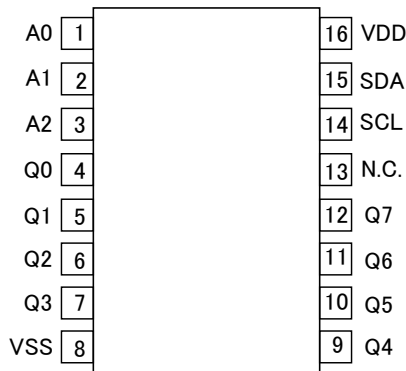 A0 1 16 VDD
A1 2 15 SDA
A2 3 14 SCL
Q0 4 13 N.C.
Q1 5 12 Q7
Q2 6 11 Q6
Q3 7 10 Q5
VSS 8 9 Q4